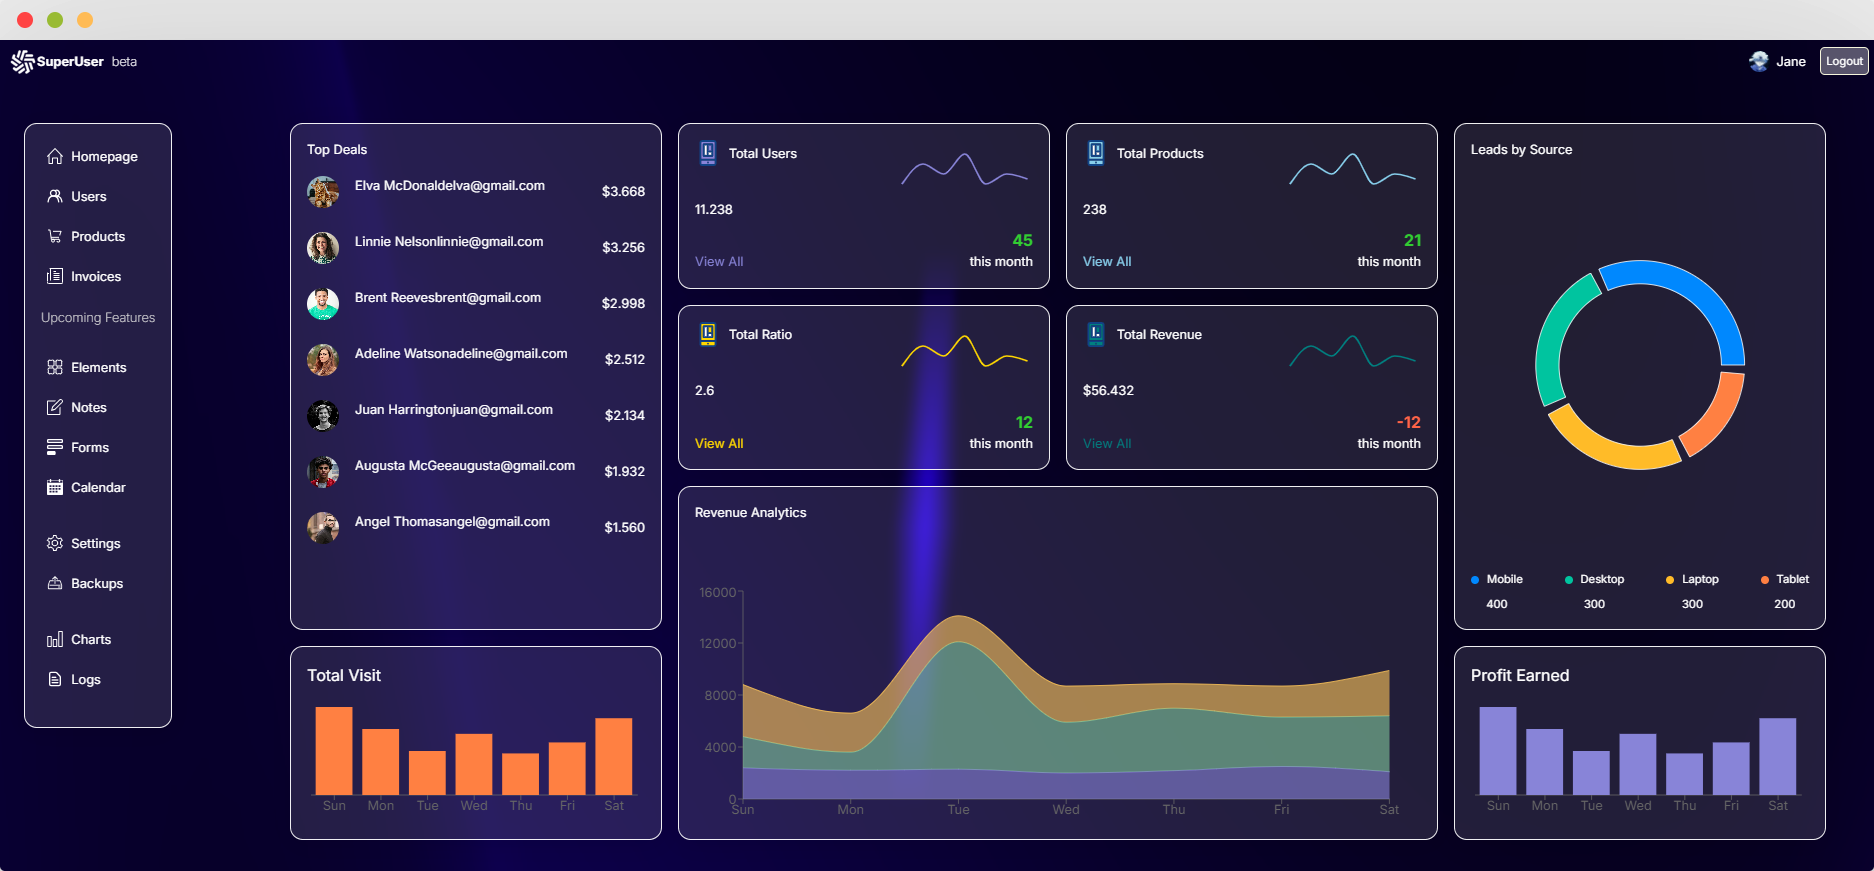 SuperUser beta
Jane
Logout
Homepage
Users
Products
Invoices
Upcoming Features
Elements
Notes
Forms
Calendar
Settings
Backups
Charts
Logs
Top Deals
Elva McDonaldelva@gmail.com $3.668
Linnie Nelsonlinnie@gmail.com $3.256
Brent Reevesbrent@gmail.com $2.998
Adeline Watsonadeline@gmail.com $2.512
Juan Harringtonjuan@gmail.com $2.134
Augusta McGeeaugusta@gmail.com $1.932
Angel Thomasangel@gmail.com $1.560
Total Visit
Sun Mon Tue Wed Thu Fri Sat
Total Users
11.238
45
View All this month
Total Products
238
21
View All this month
Total Ratio
2.6
12
View All this month
Total Revenue
$56.432
-12
View All this month
Revenue Analytics
16000
12000
8000
4000
0
Sun Mon Tue Wed Thu Fri Sat
Leads by Source
Mobile Desktop Laptop Tablet
400 300 300 200
Profit Earned
Sun Mon Tue Wed Thu Fri Sat